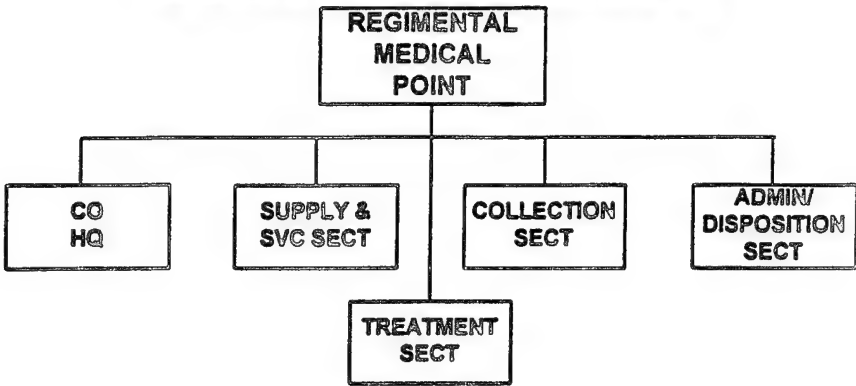 REGIMENTAL
MEDICAL
POINT
CO
HQ
SUPPLY &
SVC SECT
COLLECTION
SECT
ADMIN/
DISPOSITION
SECT
TREATMENT
SECT